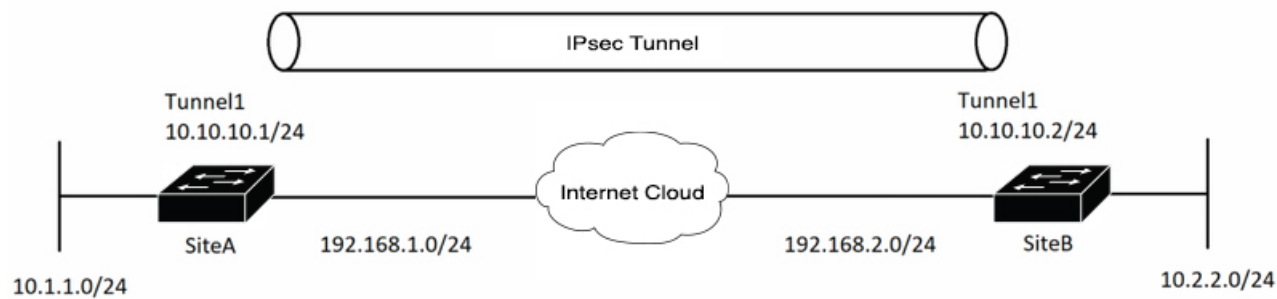 IPsec Tunnel
Tunnel1
10.10.10.1/24
Tunnel1
10.10.10.2/24
Internet Cloud
SiteA
192.168.1.0/24
192.168.2.0/24
SiteB
10.1.1.0/24
10.2.2.0/24